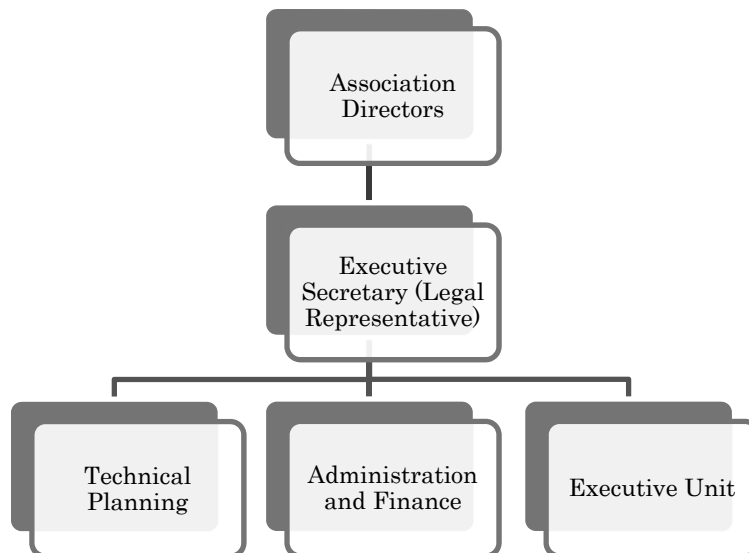 Association
Directors
Executive
Secretary (Legal
Representative)
Technical
Planning
Administration
and Finance
Executive Unit